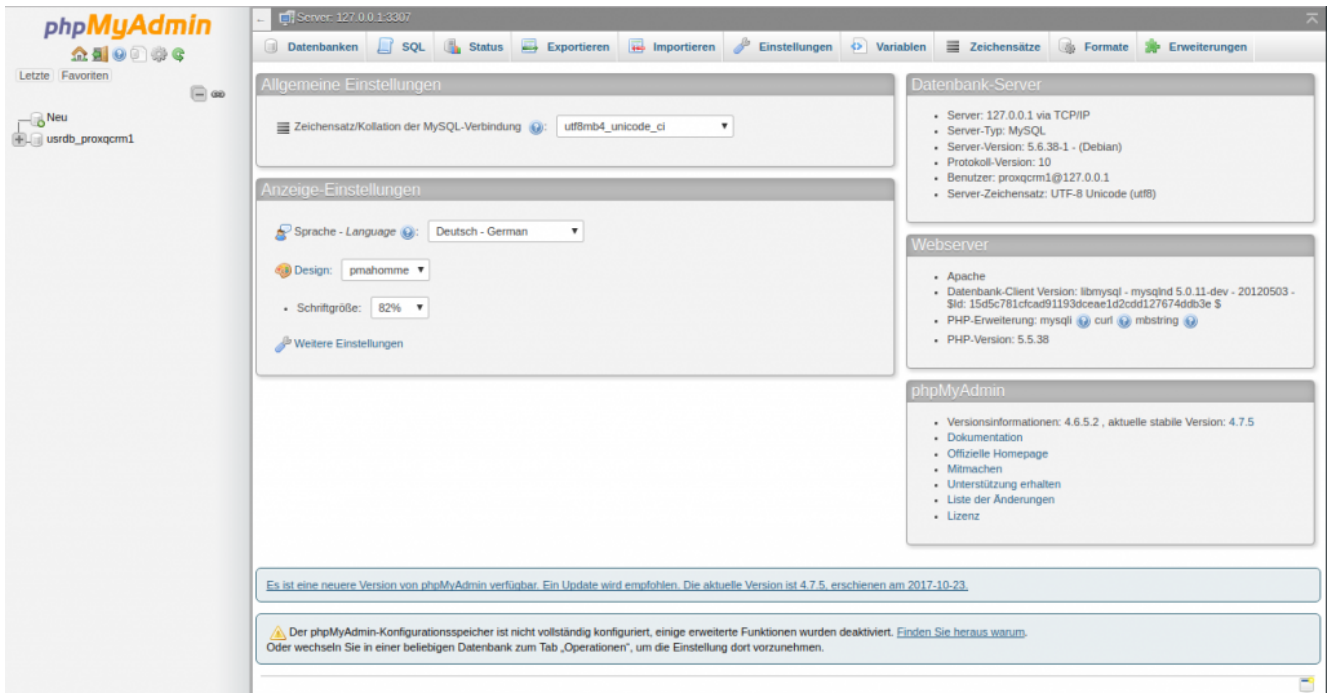 phpMyAdmin
Letzte Favoriten
Neu
usrdb_proxqcrm1
Server: 127.0.0.1:3307
Datenbanken SQL Status Exportieren Importieren Einstellungen Variablen Zeichensätze Formate Erweiterungen
Allgemeine Einstellungen
Zeichensatz/Kollation der MySQL-Verbindung : utf8mb4_unicode_ci
Anzeige-Einstellungen
Sprache - Language : Deutsch - German
Design: pmahomme
Schriftgröße: 82%
Weitere Einstellungen
Datenbank-Server
Server: 127.0.0.1 via TCP/IP
Server-Typ: MySQL
Server-Version: 5.6.38-1 - (Debian)
Protokoll-Version: 10
Benutzer: proxqcrm1@127.0.0.1
Server-Zeichensatz: UTF-8 Unicode (utf8)
Webserver
Apache
Datenbank-Client Version: libmysql - mysqlnd 5.0.11-dev - 20120503 -
$Id: 15d5c781cfcad91193dceae1d2cdd127674ddb3e $
PHP-Erweiterung: mysqli curl mbstring
PHP-Version: 5.5.38
phpMyAdmin
Versionsinformationen: 4.6.5.2 , aktuelle stabile Version: 4.7.5
Dokumentation
Offizielle Homepage
Mitmachen
Unterstützung erhalten
Liste der Änderungen
Lizenz
Es ist eine neuere Version von phpMyAdmin verfügbar. Ein Update wird empfohlen. Die aktuelle Version ist 4.7.5, erschienen am 2017-10-23.
Der phpMyAdmin-Konfigurationsspeicher ist nicht vollständig konfiguriert, einige erweiterte Funktionen wurden deaktiviert. Finden Sie heraus warum.
Oder wechseln Sie in einer beliebigen Datenbank zum Tab „Operationen“, um die Einstellung dort vorzunehmen.